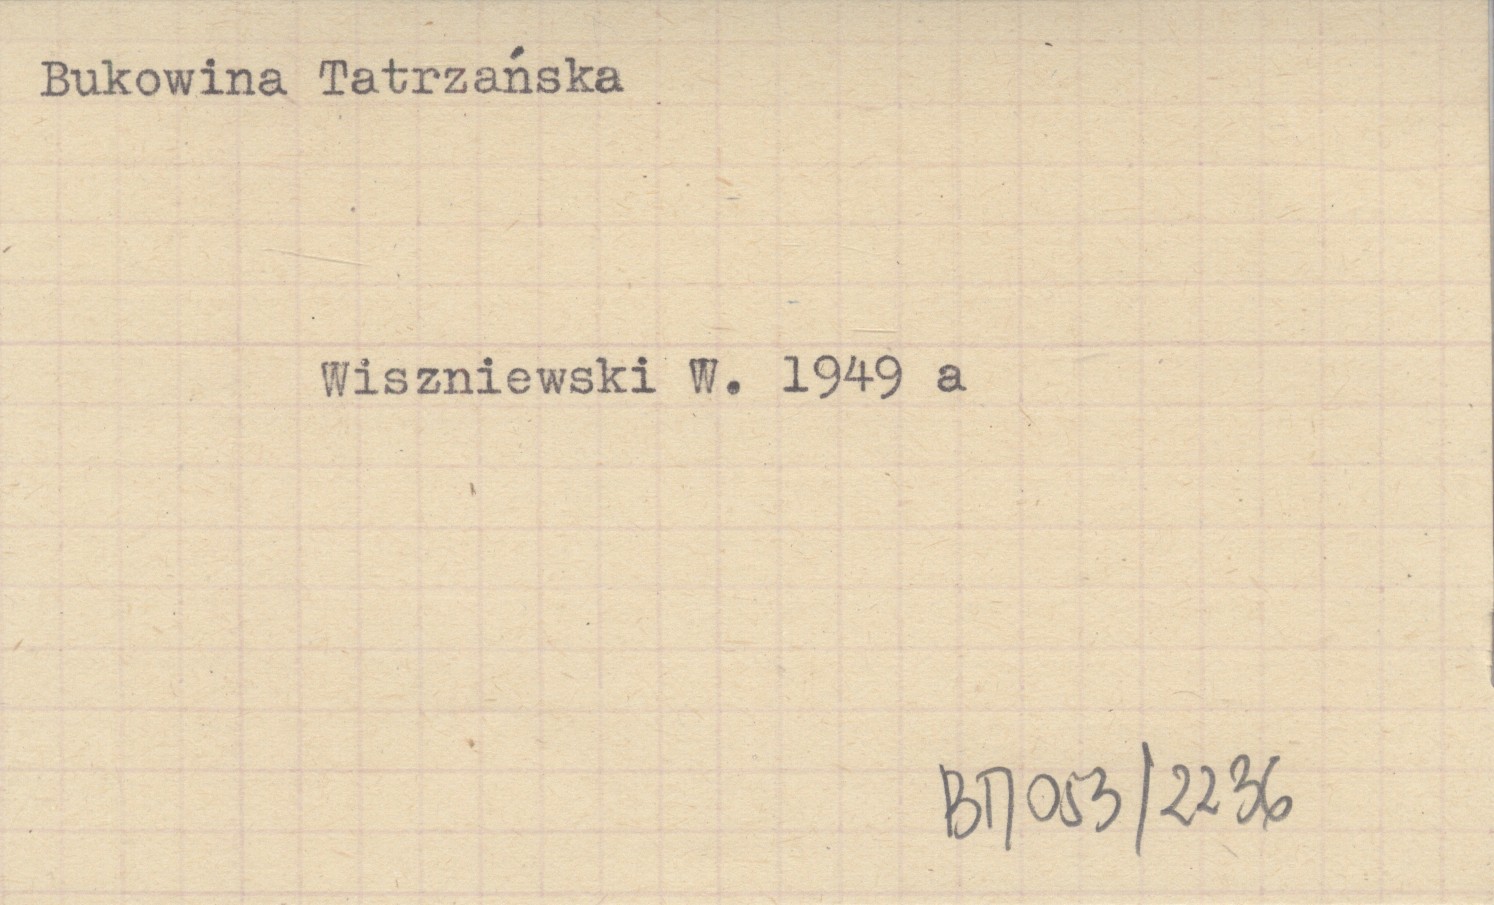 Bukowina Tatrzańska
Wiszniewski W. 1949 a
BП053/2236